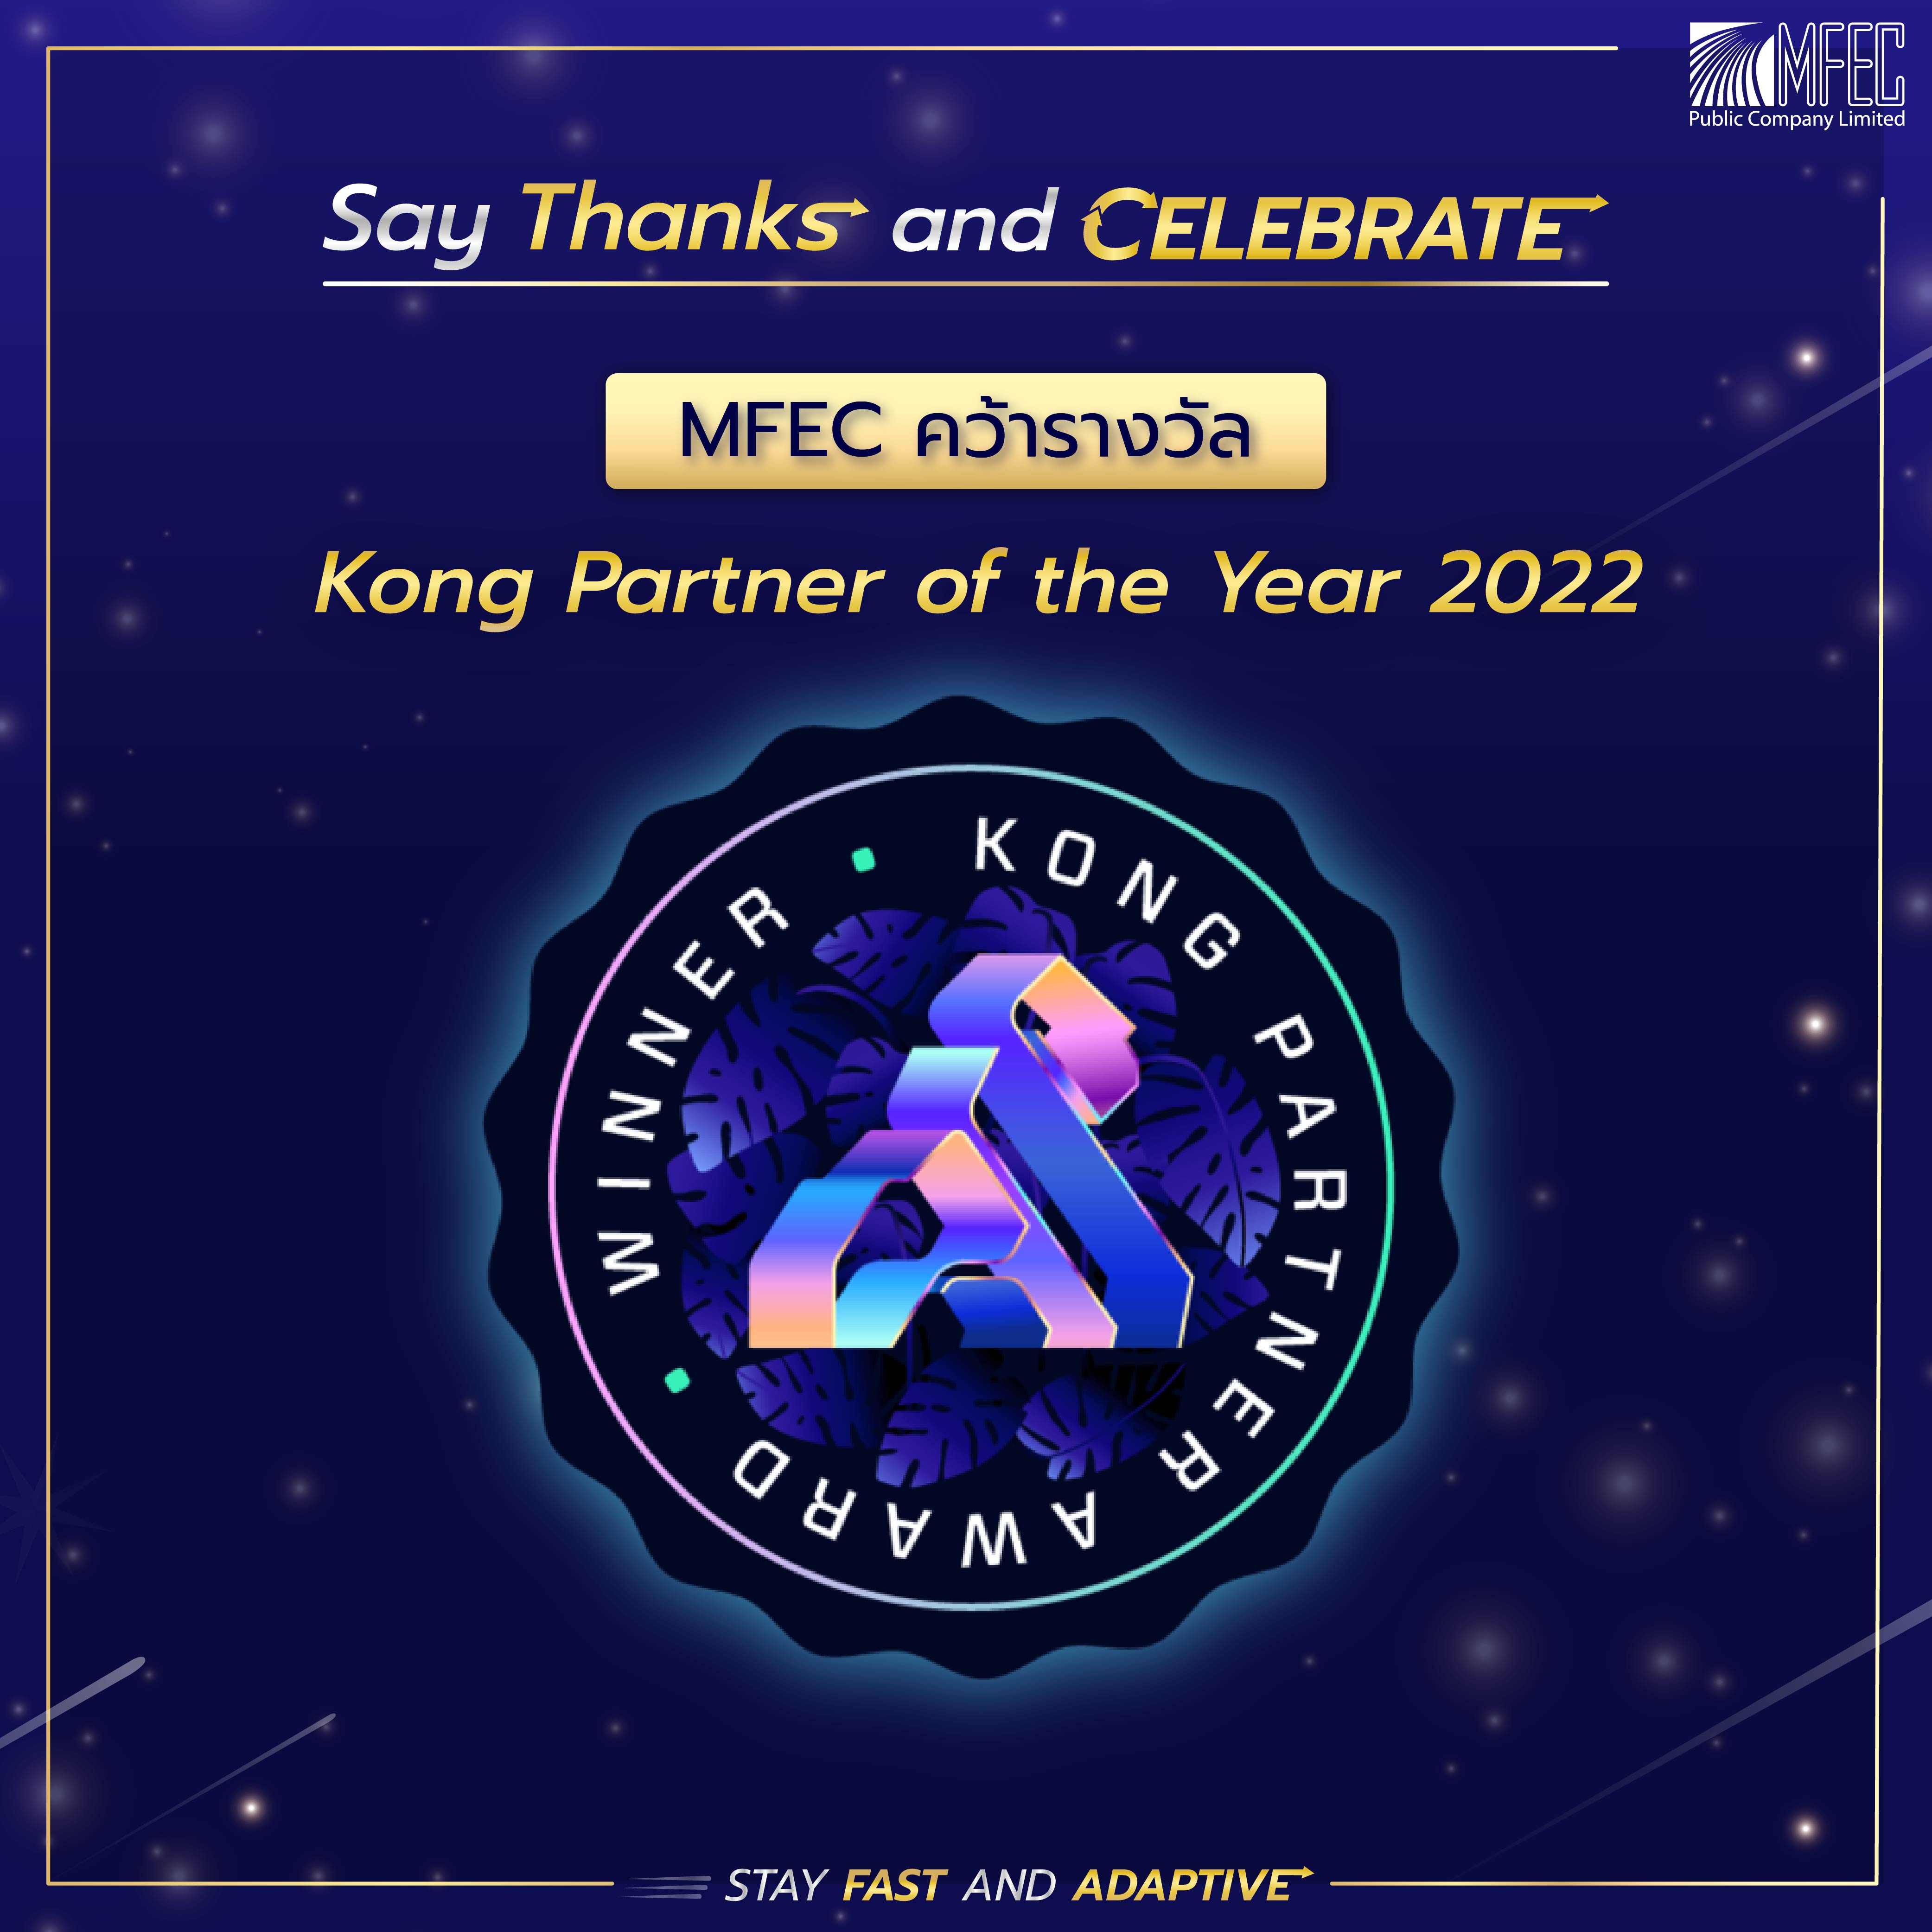 MFEC
Public Company Limited
Say Thanks and CELEBRATE
MFEC คว้ารางวัล
Kong Partner of the Year 2022
KONG PARTNER AWARD • WINNER •
STAY FAST AND ADAPTIVE